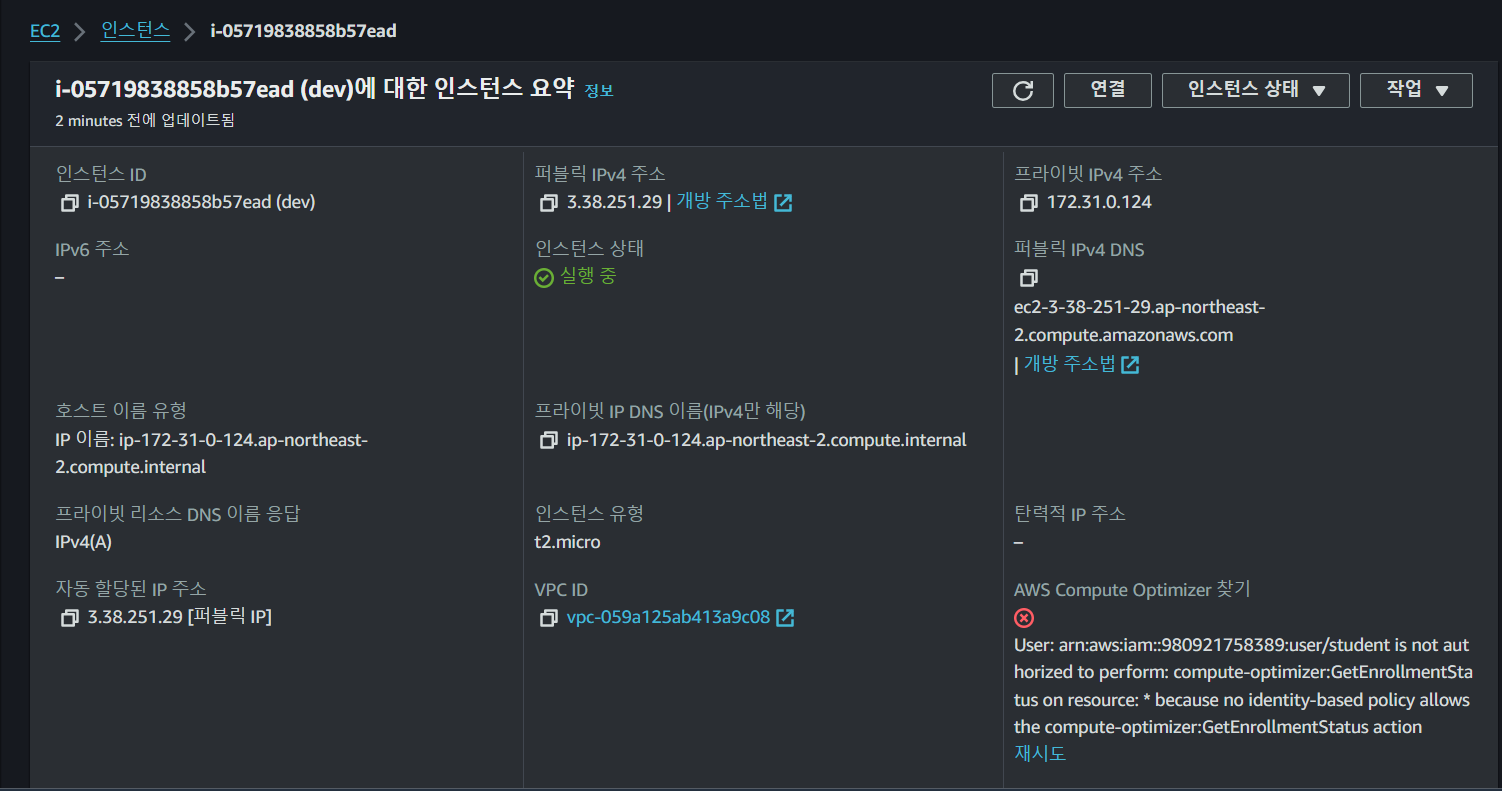 EC2 > 인스턴스 > i-05719838858b57ead
i-05719838858b57ead (dev)에 대한 인스턴스 요약 정보
2 minutes 전에 업데이트됨
연결
인스턴스 상태 ▼
작업 ▼
인스턴스 ID
i-05719838858b57ead (dev)
퍼블릭 IPv4 주소
3.38.251.29 | 개방 주소법
프라이빗 IPv4 주소
172.31.0.124
IPv6 주소
–
인스턴스 상태
실행 중
퍼블릭 IPv4 DNS
ec2-3-38-251-29.ap-northeast-
2.compute.amazonaws.com
| 개방 주소법
호스트 이름 유형
IP 이름: ip-172-31-0-124.ap-northeast-
2.compute.internal
프라이빗 IP DNS 이름(IPv4만 해당)
ip-172-31-0-124.ap-northeast-2.compute.internal
프라이빗 리소스 DNS 이름 응답
IPv4(A)
인스턴스 유형
t2.micro
탄력적 IP 주소
–
자동 할당된 IP 주소
3.38.251.29 [퍼블릭 IP]
VPC ID
vpc-059a125ab413a9c08
AWS Compute Optimizer 찾기
User: arn:aws:iam::980921758389:user/student is not aut
horized to perform: compute-optimizer:GetEnrollmentSta
tus on resource: * because no identity-based policy allows
the compute-optimizer:GetEnrollmentStatus action
재시도